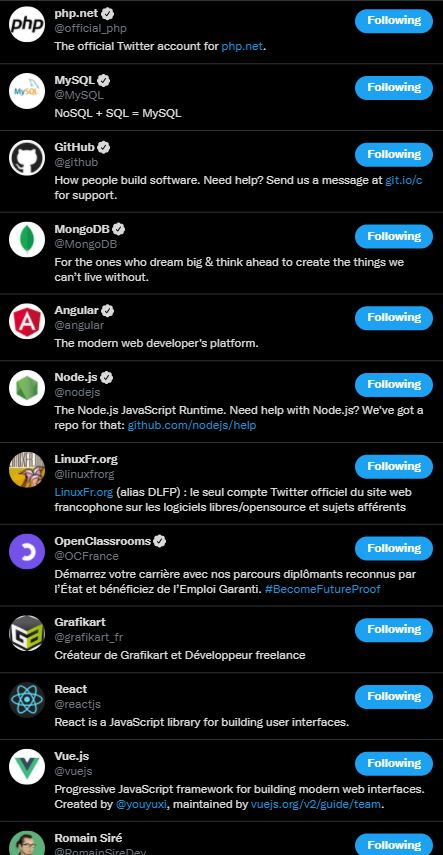 php
php.net
Following
@official_php
The official Twitter account for php.net.
MySQL
MySQL
Following
@MySQL
NoSQL + SQL = MySQL
GitHub
Following
@github
How people build software. Need help? Send us a message at git.io/c
for support.
MongoDB
Following
@MongoDB
For the ones who dream big & think ahead to create the things we
can't live without.
A
Angular
Following
@angular
The modern web developer's platform.
Node.js
Following
@nodejs
The Node.js JavaScript Runtime. Need help with Node.js? We've got a
repo for that: github.com/nodejs/help
LinuxFr.org
Following
@linuxfrorg
LinuxFr.org (alias DLFP) : le seul compte Twitter officiel du site web
francophone sur les logiciels libres/opensource et sujets afférents
OpenClassrooms
Following
@OCFrance
Démarrez votre carrière avec nos parcours diplômants reconnus par
l'État et bénéficiez de l'Emploi Garanti. #BecomeFutureProof
Grafikart
Following
@grafikart_fr
Créateur de Grafikart et Développeur freelance
React
Following
@reactjs
React is a JavaScript library for building user interfaces.
Vue.js
Following
@vuejs
Progressive JavaScript framework for building modern web interfaces.
Created by @youyuxi, maintained by vuejs.org/v2/guide/team.
Romain Siré
Following
@RomainSireDev